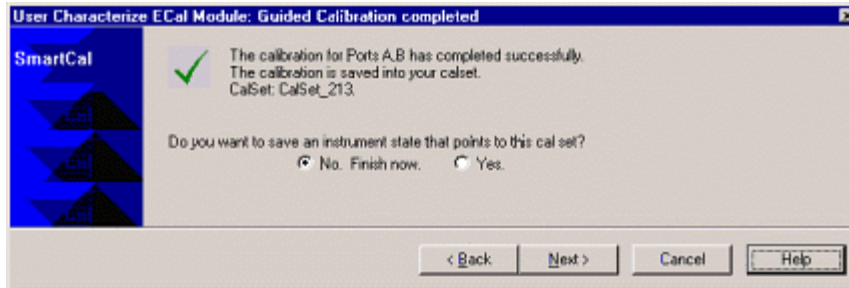 User Characterize ECal Module: Guided Calibration completed
SmartCal
The calibration for Ports A,B has completed successfully.
The calibration is saved into your calset.
CalSet: CalSet_213.
Do you want to save an instrument state that points to this cal set?
No. Finish now. Yes.
< Back Next > Cancel Help